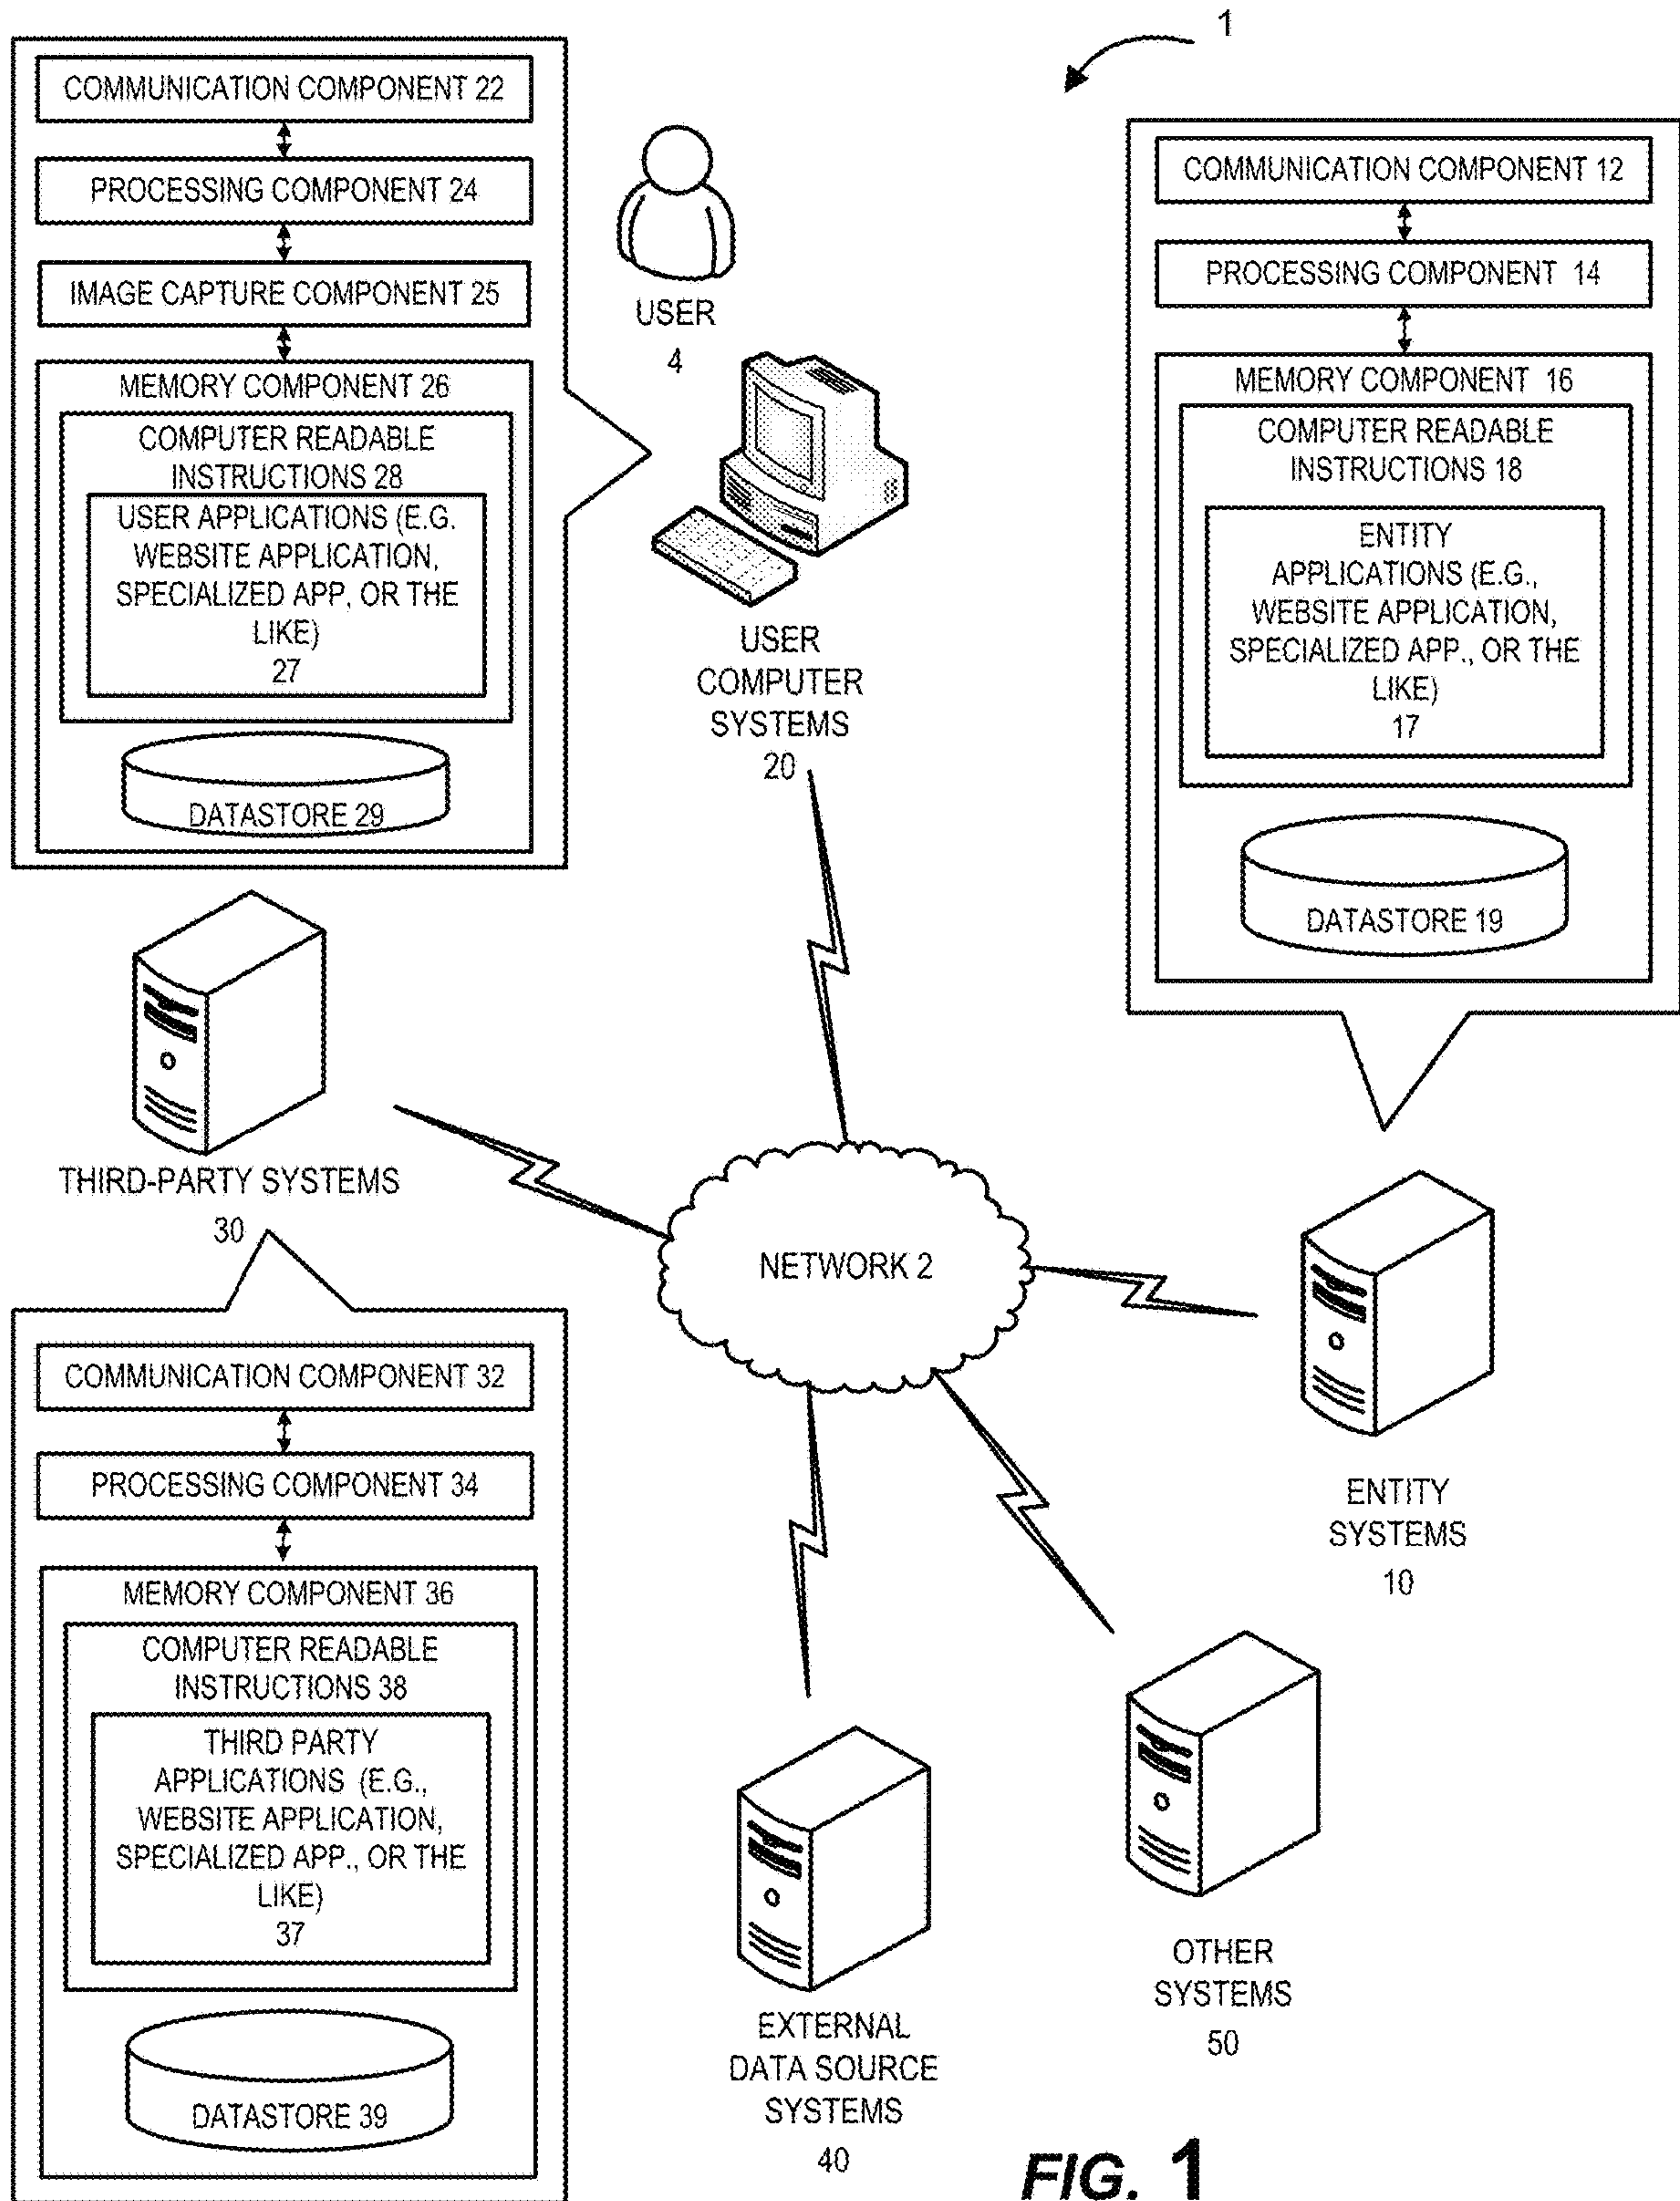 1
COMMUNICATION COMPONENT 22
PROCESSING COMPONENT 24
IMAGE CAPTURE COMPONENT 25
MEMORY COMPONENT 26
COMPUTER READABLE
INSTRUCTIONS 28
USER APPLICATIONS (E.G.
WEBSITE APPLICATION,
SPECIALIZED APP, OR THE
LIKE)
27
DATASTORE 29
USER
4
USER
COMPUTER
SYSTEMS
20
COMMUNICATION COMPONENT 12
PROCESSING COMPONENT 14
MEMORY COMPONENT 16
COMPUTER READABLE
INSTRUCTIONS 18
ENTITY
APPLICATIONS (E.G.,
WEBSITE APPLICATION,
SPECIALIZED APP., OR THE
LIKE)
17
DATASTORE 19
THIRD-PARTY SYSTEMS
30
NETWORK 2
COMMUNICATION COMPONENT 32
PROCESSING COMPONENT 34
MEMORY COMPONENT 36
COMPUTER READABLE
INSTRUCTIONS 38
THIRD PARTY
APPLICATIONS (E.G.,
WEBSITE APPLICATION,
SPECIALIZED APP., OR THE
LIKE)
37
DATASTORE 39
ENTITY
SYSTEMS
10
OTHER
SYSTEMS
50
EXTERNAL
DATA SOURCE
SYSTEMS
40
FIG. 1